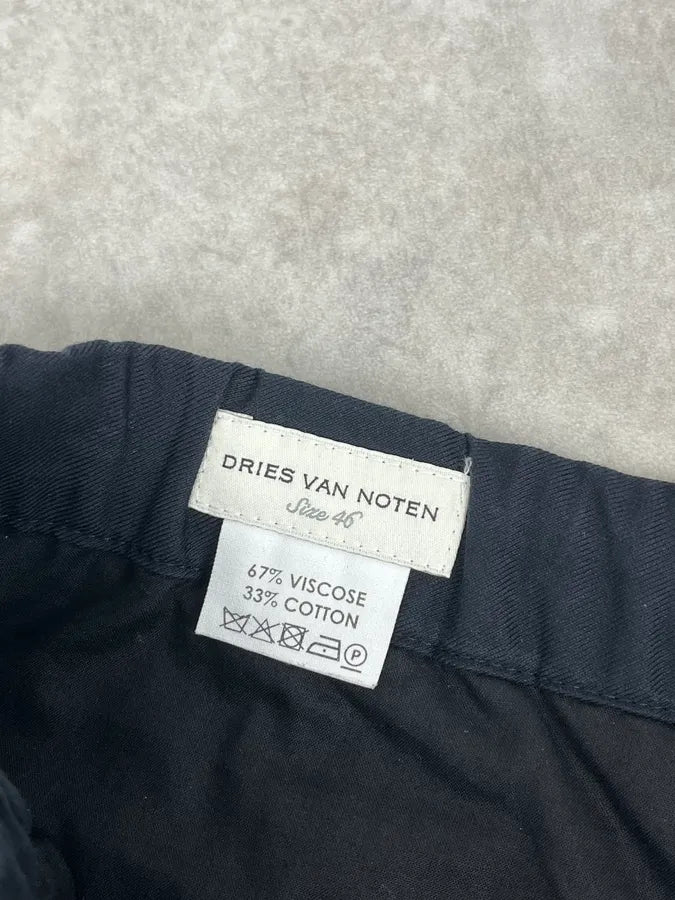 DRIES VAN NOTEN
Size 46
67% VISCOSE
33% COTTON
P